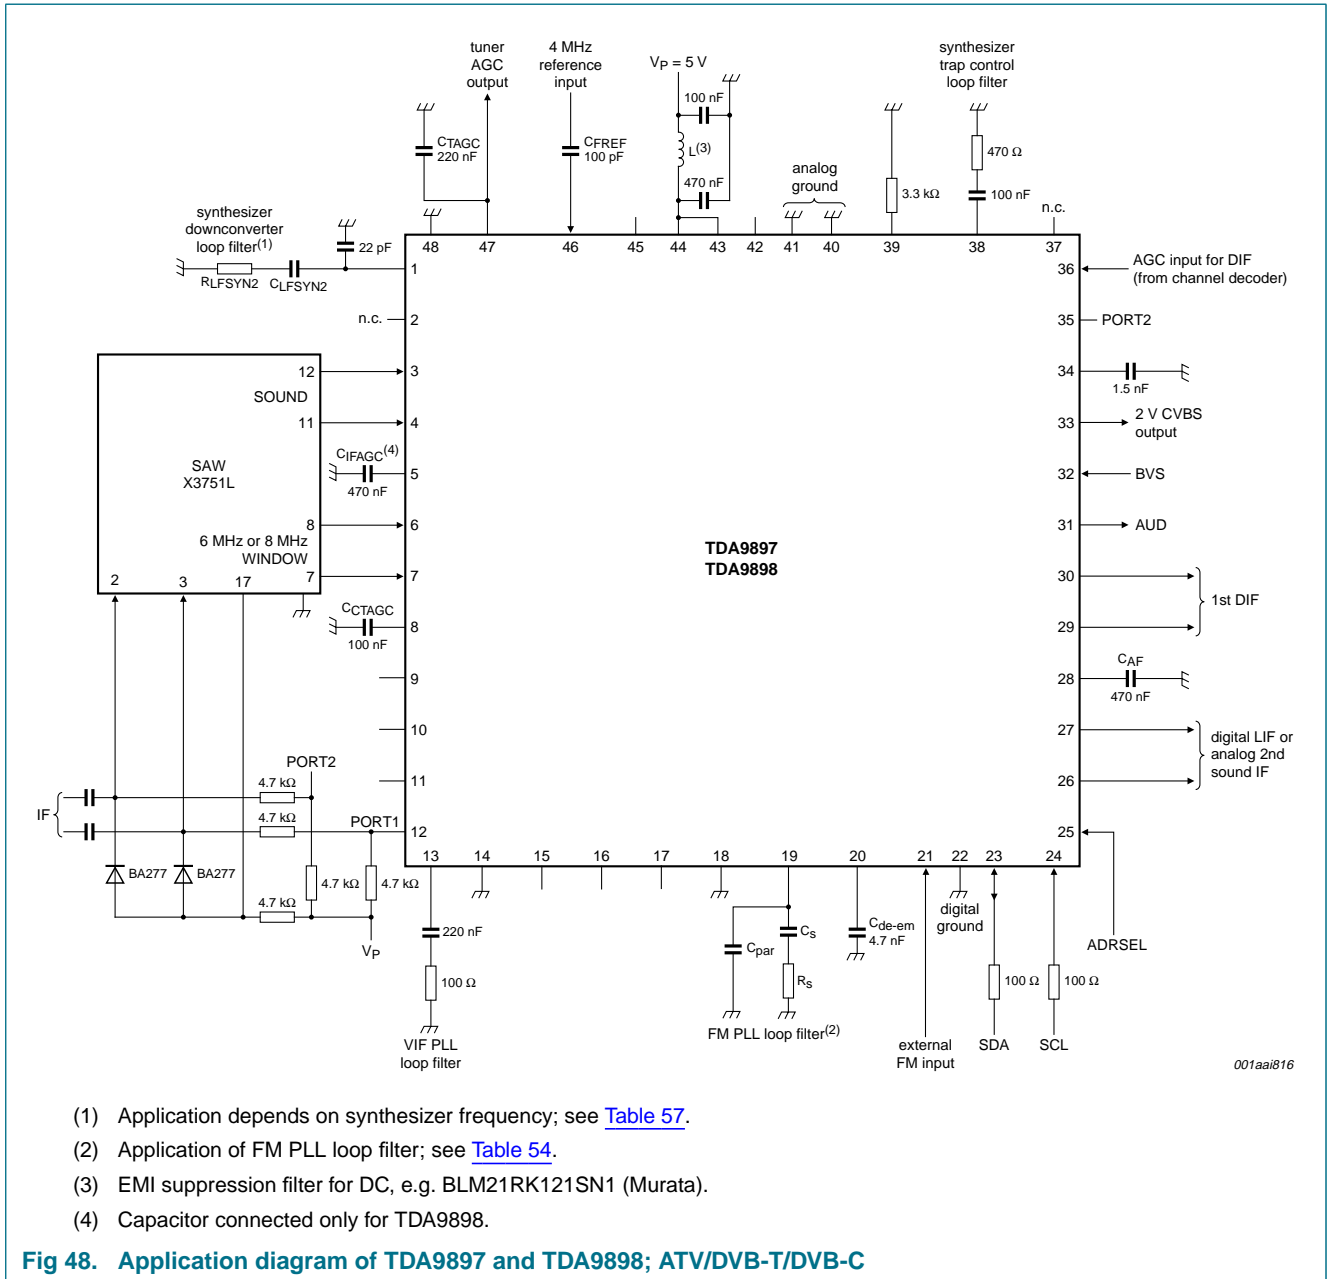 tuner
AGC
output
4 MHz
reference
input
VP = 5 V
synthesizer
trap control
loop filter
100 nF
CTAGC
220 nF
CFREF
100 pF
L(3)
470 Ω
analog
ground
470 nF
3.3 kΩ
100 nF
n.c.
synthesizer
downconverter
loop filter(1)
22 pF
48
47
46
45
44
43
42
41
40
39
38
37
RLFSYN2
CLFSYN2
1
36
AGC input for DIF
(from channel decoder)
n.c.
2
35
PORT2
12
SOUND
3
34
1.5 nF
11
4
33
2 V CVBS
output
SAW
X3751L
CIFAGC(4)
470 nF
5
32
BVS
8
6
31
AUD
6 MHz or 8 MHz
WINDOW
TDA9897
TDA9898
2
3
17
7
7
30
1st DIF
CCTAGC
100 nF
8
29
9
28
CAF
470 nF
10
27
digital LIF or
analog 2nd
sound IF
PORT2
4.7 kΩ
11
26
IF
4.7 kΩ
PORT1
12
25
13
14
15
16
17
18
19
20
21
22
23
24
BA277
BA277
4.7 kΩ
4.7 kΩ
4.7 kΩ
VP
220 nF
100 Ω
VIF PLL
loop filter
Cpar
Cs
Rs
FM PLL loop filter(2)
Cde-em
4.7 nF
digital
ground
ADRSEL
100 Ω
100 Ω
external
FM input
SDA
SCL
001aai816
(1) Application depends on synthesizer frequency; see Table 57.
(2) Application of FM PLL loop filter; see Table 54.
(3) EMI suppression filter for DC, e.g. BLM21RK121SN1 (Murata).
(4) Capacitor connected only for TDA9898.
Fig 48. Application diagram of TDA9897 and TDA9898; ATV/DVB-T/DVB-C